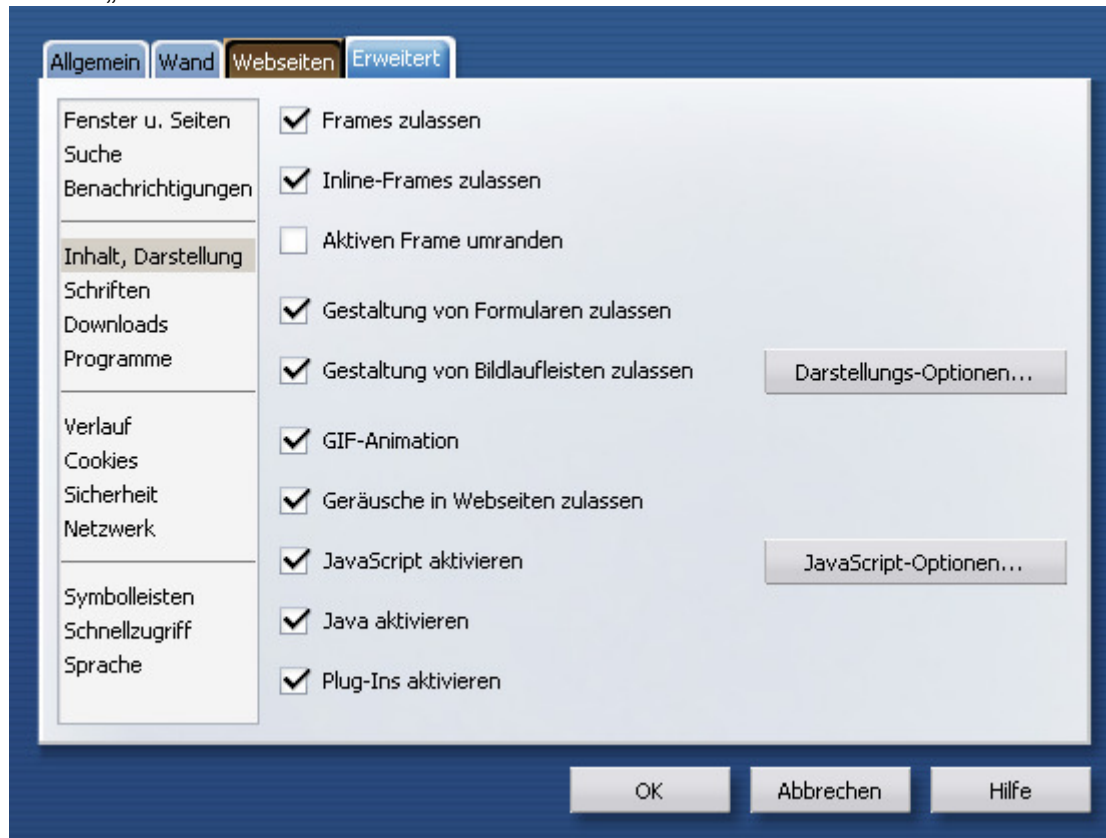 „
Allgemein Wand Webseiten Erweitert
Fenster u. Seiten
Suche
Benachrichtigungen
Inhalt, Darstellung
Schriften
Downloads
Programme
Verlauf
Cookies
Sicherheit
Netzwerk
Symbolleisten
Schnellzugriff
Sprache
Frames zulassen
Inline-Frames zulassen
Aktiven Frame umranden
Gestaltung von Formularen zulassen
Gestaltung von Bildlaufleisten zulassen
Darstellungs-Optionen...
GIF-Animation
Geräusche in Webseiten zulassen
JavaScript aktivieren
JavaScript-Optionen...
Java aktivieren
Plug-Ins aktivieren
OK Abbrechen Hilfe